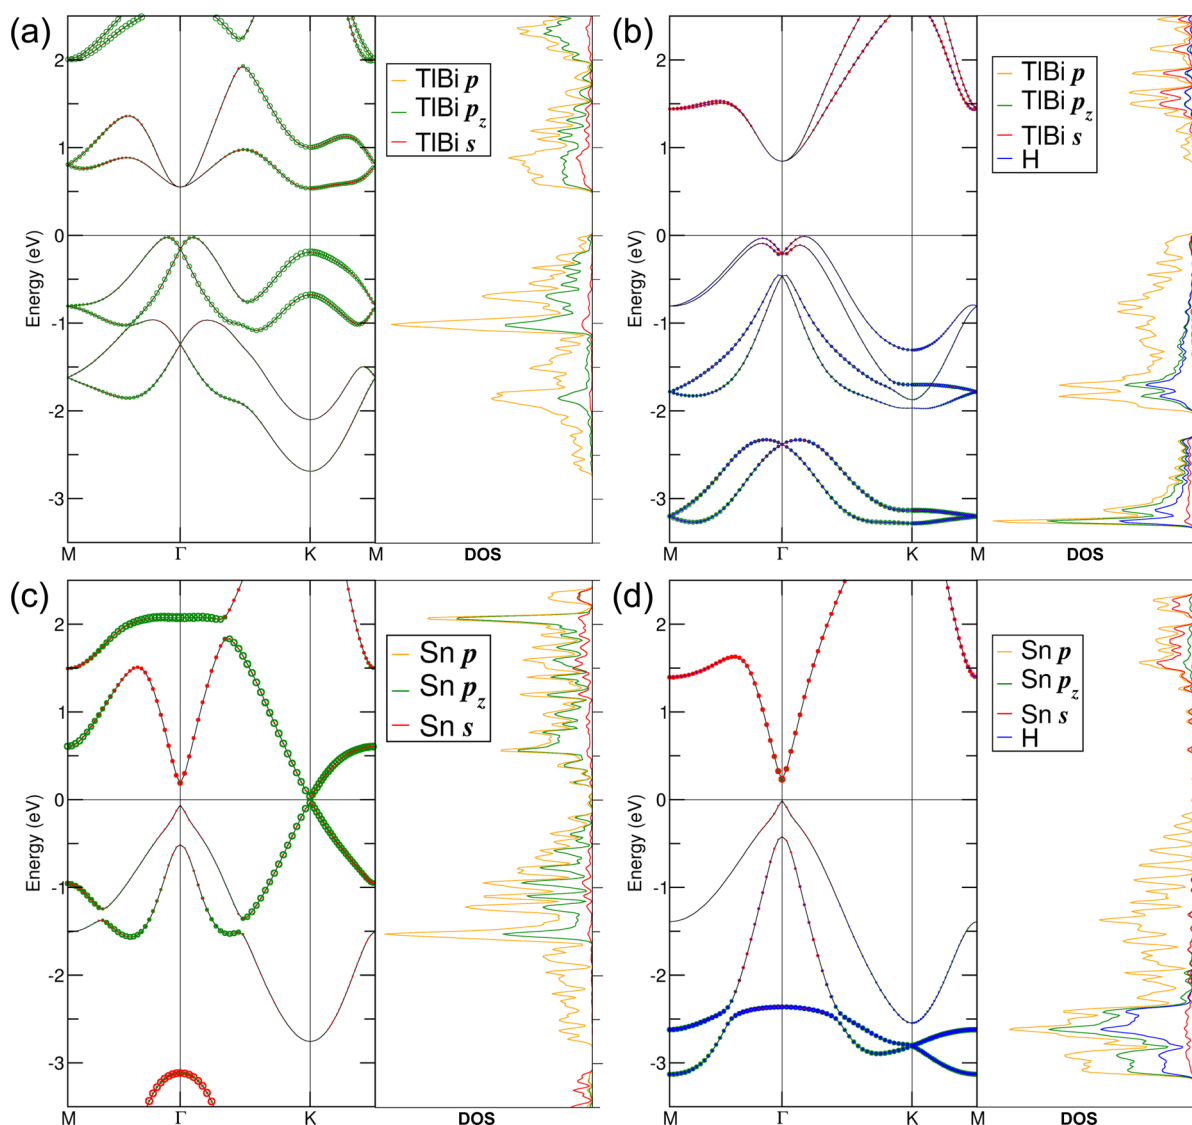 (a)
2
1
0
-1
-2
-3
Energy (eV)
M Γ K M
DOS
TlBi p
TlBi pz
TlBi s
(b)
2
1
0
-1
-2
-3
Energy (eV)
M Γ K M
DOS
TlBi p
TlBi pz
TlBi s
H
(c)
2
1
0
-1
-2
-3
Energy (eV)
M Γ K M
DOS
Sn p
Sn pz
Sn s
(d)
2
1
0
-1
-2
-3
Energy (eV)
M Γ K M
DOS
Sn p
Sn pz
Sn s
H